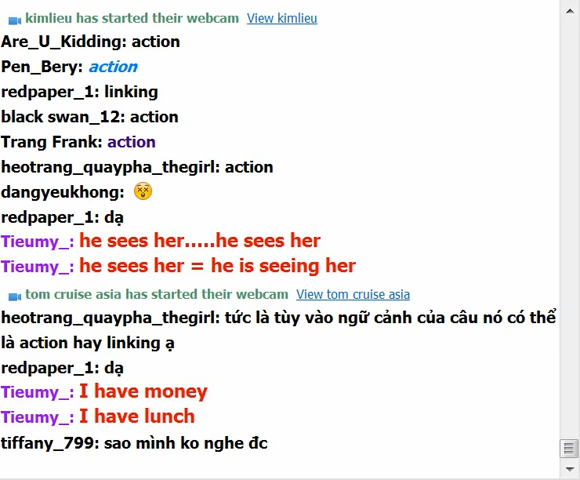 kimlieu has started their webcam View kimlieu
Are_U_Kidding: action
Pen_Bery: action
redpaper_1: linking
black swan_12: action
Trang Frank: action
heotrang_quaypha_thegirl: action
dangyeukhong:
redpaper_1: dạ
Tieumy_: he sees her.....he sees her
Tieumy_: he sees her = he is seeing her
tom cruise asia has started their webcam View tom cruise asia
heotrang_quaypha_thegirl: tức là tùy vào ngữ cảnh của câu nó có thể
là action hay linking ạ
redpaper_1: dạ
Tieumy_: I have money
Tieumy_: I have lunch
tiffany_799: sao mình ko nghe đc